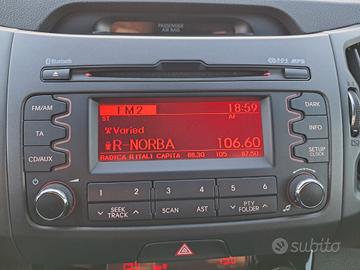 PASSENGER
AIR BAG
Bluetooth
MP3
FM/AM
FM2
18:59
DARK
ST
AF
TA
Varied
INFO
R-NORBA
106.60
CD/AUX
RADICA RITALI CAPITA 88.30 105 87.50
SETUP
CLOCK
1 2 3 4 5 6
SEEK
TRACK
SCAN
AST
PTY
FOLDER
subito